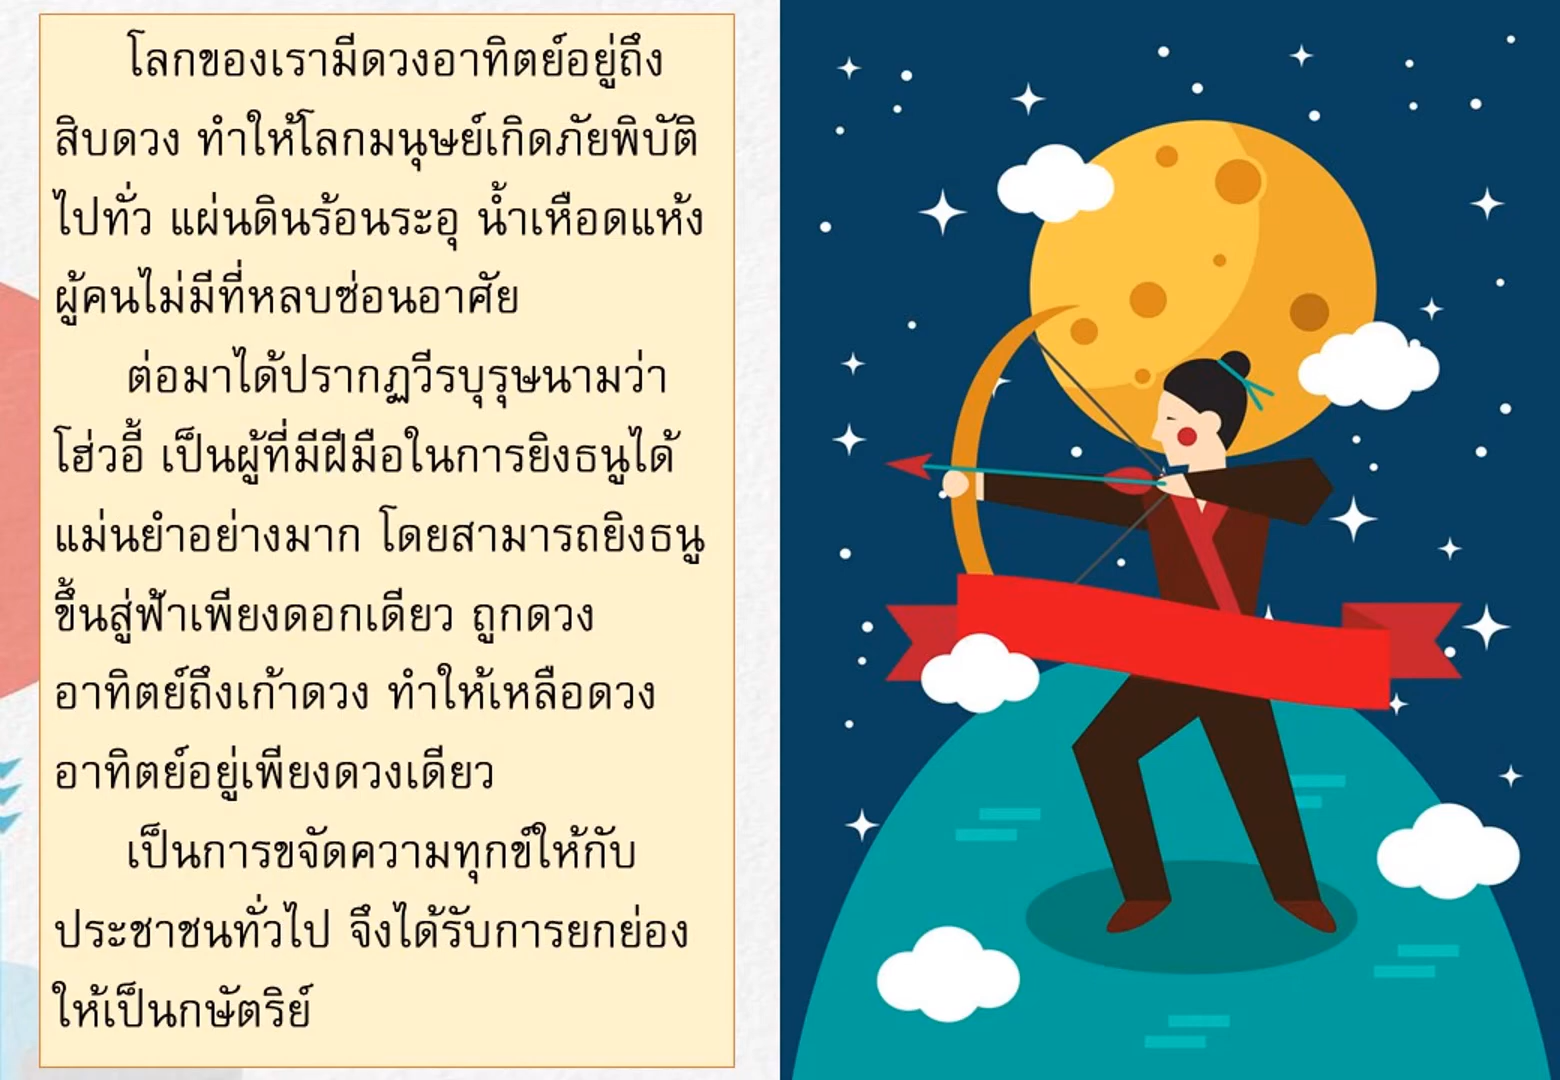 โลกของเรามีดวงอาทิตย์อยู่ถึง
สิบดวง ทำให้โลกมนุษย์เกิดภัยพิบัติ
ไปทั่ว แผ่นดินร้อนระอุ น้ำเหือดแห้ง
ผู้คนไม่มีที่หลบซ่อนอาศัย
ต่อมาได้ปรากฏวีรบุรุษนามว่า
โฮ่วอี้ เป็นผู้ที่มีฝีมือในการยิงธนูได้
แม่นยำอย่างมาก โดยสามารถยิงธนู
ขึ้นสู่ฟ้าเพียงดอกเดียว ถูกดวง
อาทิตย์ถึงเก้าดวง ทำให้เหลือดวง
อาทิตย์อยู่เพียงดวงเดียว
เป็นการขจัดความทุกข์ให้กับ
ประชาชนทั่วไป จึงได้รับการยกย่อง
ให้เป็นกษัตริย์